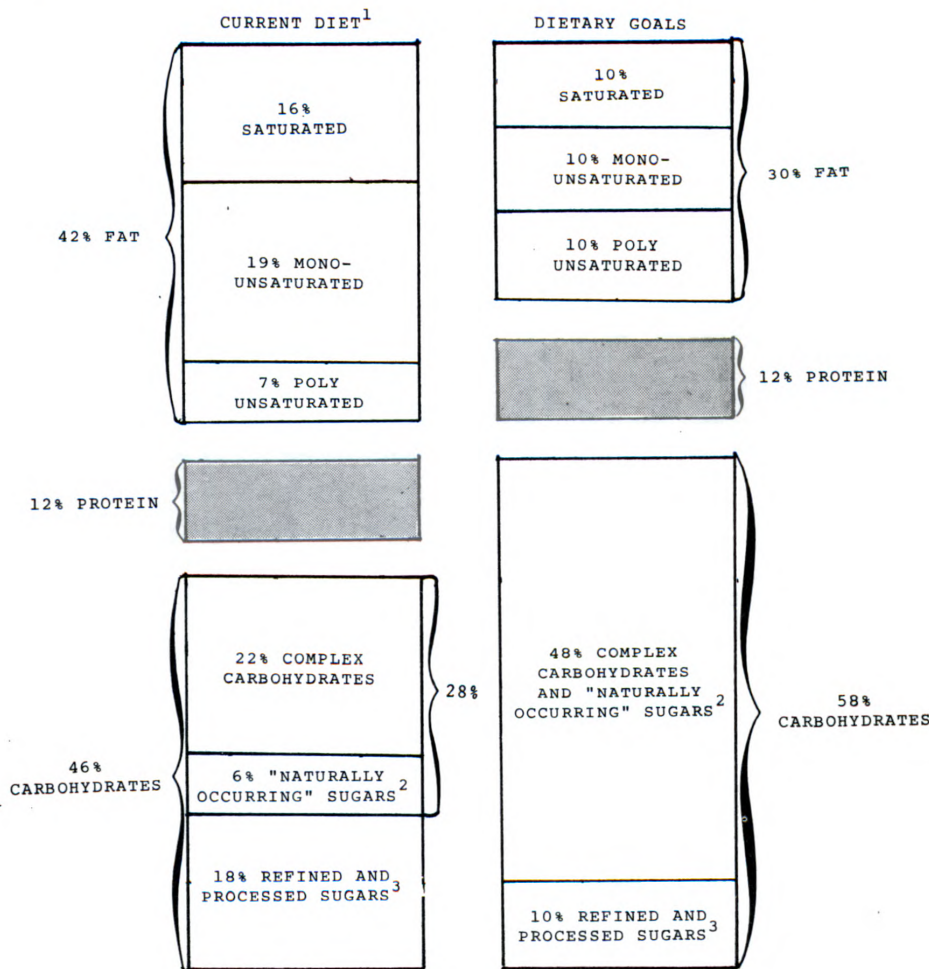 CURRENT DIET1
16%
SATURATED
42% FAT
19% MONO-
UNSATURATED
7% POLY
UNSATURATED
12% PROTEIN
22% COMPLEX
CARBOHYDRATES
28%
46%
CARBOHYDRATES
6% "NATURALLY
OCCURRING" SUGARS2
18% REFINED AND
PROCESSED SUGARS3
DIETARY GOALS
10%
SATURATED
10% MONO-
UNSATURATED
30% FAT
10% POLY
UNSATURATED
12% PROTEIN
48% COMPLEX
CARBOHYDRATES
AND "NATURALLY
OCCURRING" SUGARS2
58%
CARBOHYDRATES
10% REFINED AND
PROCESSED SUGARS3